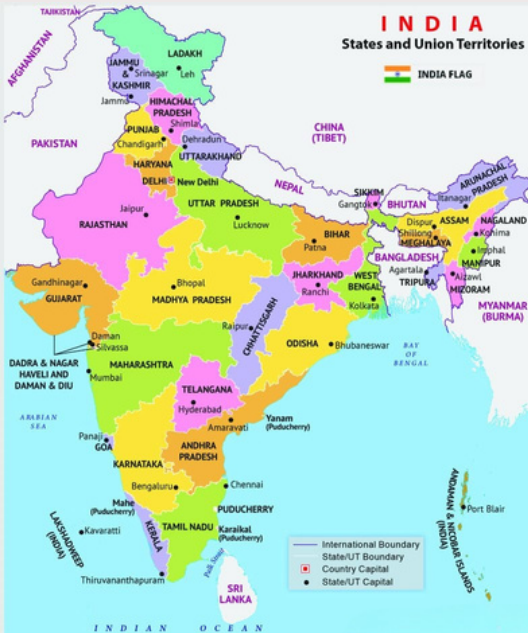 INDIA
States and Union Territories
INDIA FLAG
TAJIKISTAN
AFGHANISTAN
PAKISTAN
CHINA
(TIBET)
NEPAL
BHUTAN
BANGLADESH
MYANMAR
(BURMA)
SRI
LANKA
LADAKH
Leh
JAMMU
&
KASHMIR
Srinagar
Jammu
HIMACHAL
PRADESH
Shimla
PUNJAB
Chandigarh
Dehradun
UTTARAKHAND
HARYANA
DELHI
New Delhi
RAJASTHAN
Jaipur
UTTAR PRADESH
Lucknow
BIHAR
Patna
SIKKIM
Gangtok
ARUNACHAL
PRADESH
Itanagar
ASSAM
Dispur
NAGALAND
Kohima
Shillong
MEGHALAYA
Imphal
MANIPUR
Agartala
TRIPURA
Aizawl
MIZORAM
Gandhinagar
GUJARAT
Bhopal
MADHYA PRADESH
JHARKHAND
Ranchi
WEST
BENGAL
Kolkata
CHHATTISGARH
Raipur
ODISHA
Bhubaneswar
Daman
Silvassa
DADRA & NAGAR
HAVELI AND
DAMAN & DIU
MAHARASHTRA
Mumbai
TELANGANA
Hyderabad
Amaravati
Yanam
(Puducherry)
ANDHRA
PRADESH
Panaji
GOA
KARNATAKA
Bengaluru
Chennai
Mahe
(Puducherry)
PUDUCHERRY
TAMIL NADU
Karaikal
(Puducherry)
KERALA
Thiruvananthapuram
LAKSHADWEEP
(INDIA)
Kavaratti
ANDAMAN & NICOBAR ISLANDS
(INDIA)
Port Blair
ARABIAN
SEA
BAY
OF
BENGAL
Palk Strait
INDIAN OCEAN
International Boundary
State/UT Boundary
Country Capital
State/UT Capital